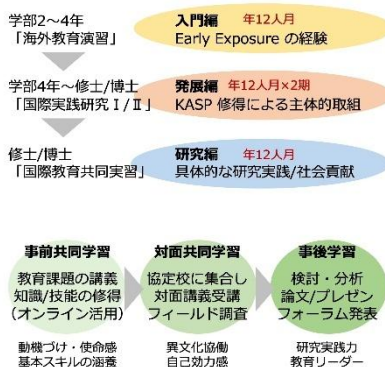 学部2～4年
「海外教育演習」
入門編 年12人月
Early Exposure の経験
学部4年～修士/博士
「国際実践研究Ⅰ/Ⅱ」
発展編 年12人月×2期
KASP 修得による主体的取組
修士/博士
「国際教育共同実習」
研究編 年12人月
具体的な研究実践/社会貢献
事前共同学習
教育課題の講義
知識/技能の修得
(オンライン活用)
動機づけ・使命感
基本スキルの涵養
対面共同学習
協定校に集合し
対面講義受講
フィールド調査
異文化協働
自己効力感
事後学習
検討・分析
論文/プレゼン
フォーラム発表
研究実践力
教育リーダー